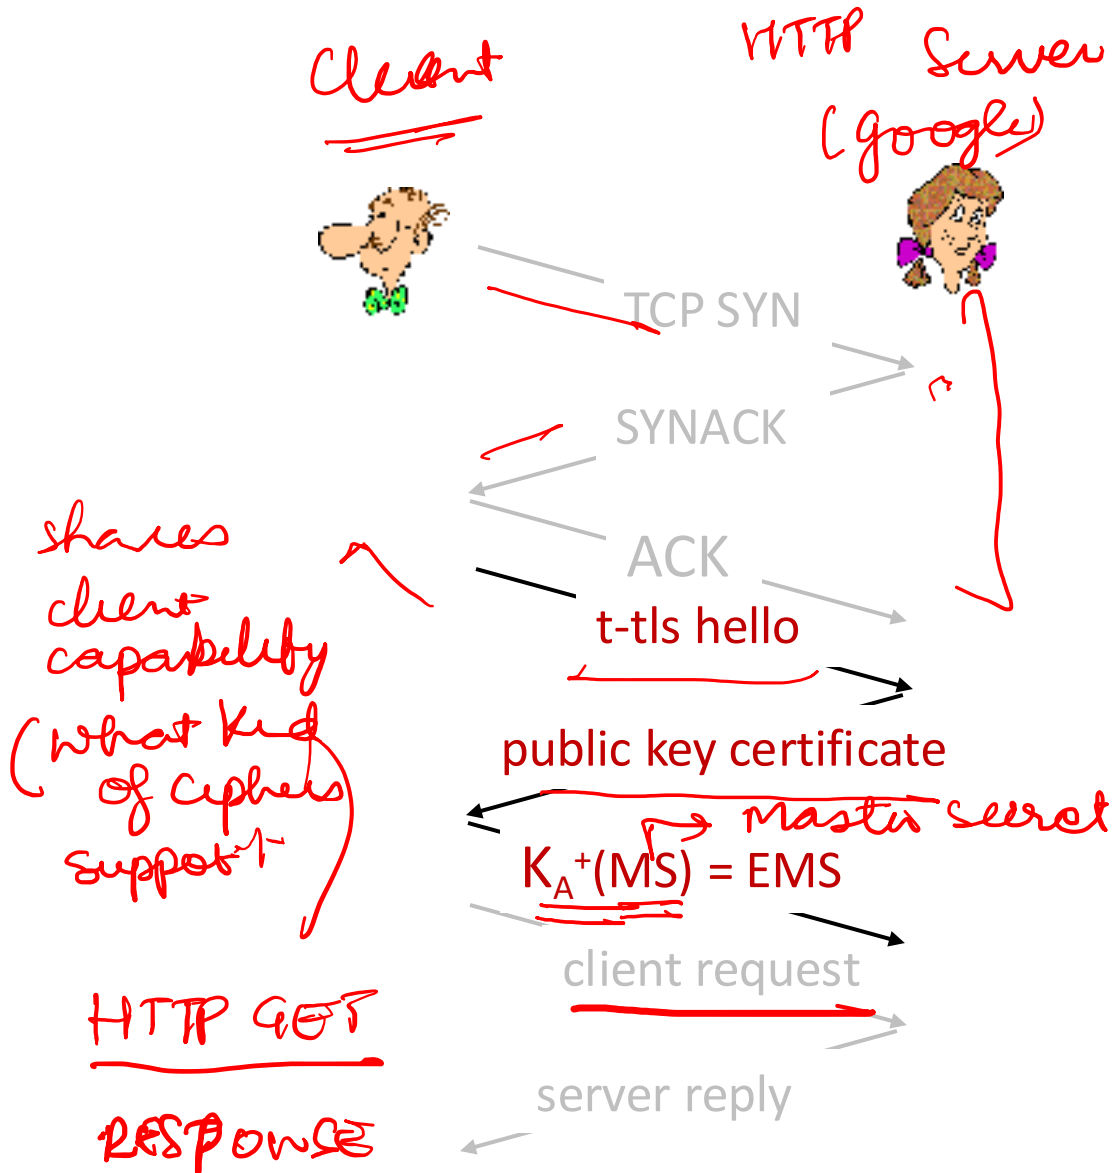 Client
HTTP Server
(google)
TCP SYN
SYNACK
ACK
t-tls hello
public key certificate
Master secret
K_A^+(MS) = EMS
client request
server reply
shares
client
capability
(what kind
of ciphers
support
HTTP GET
RESPONSE